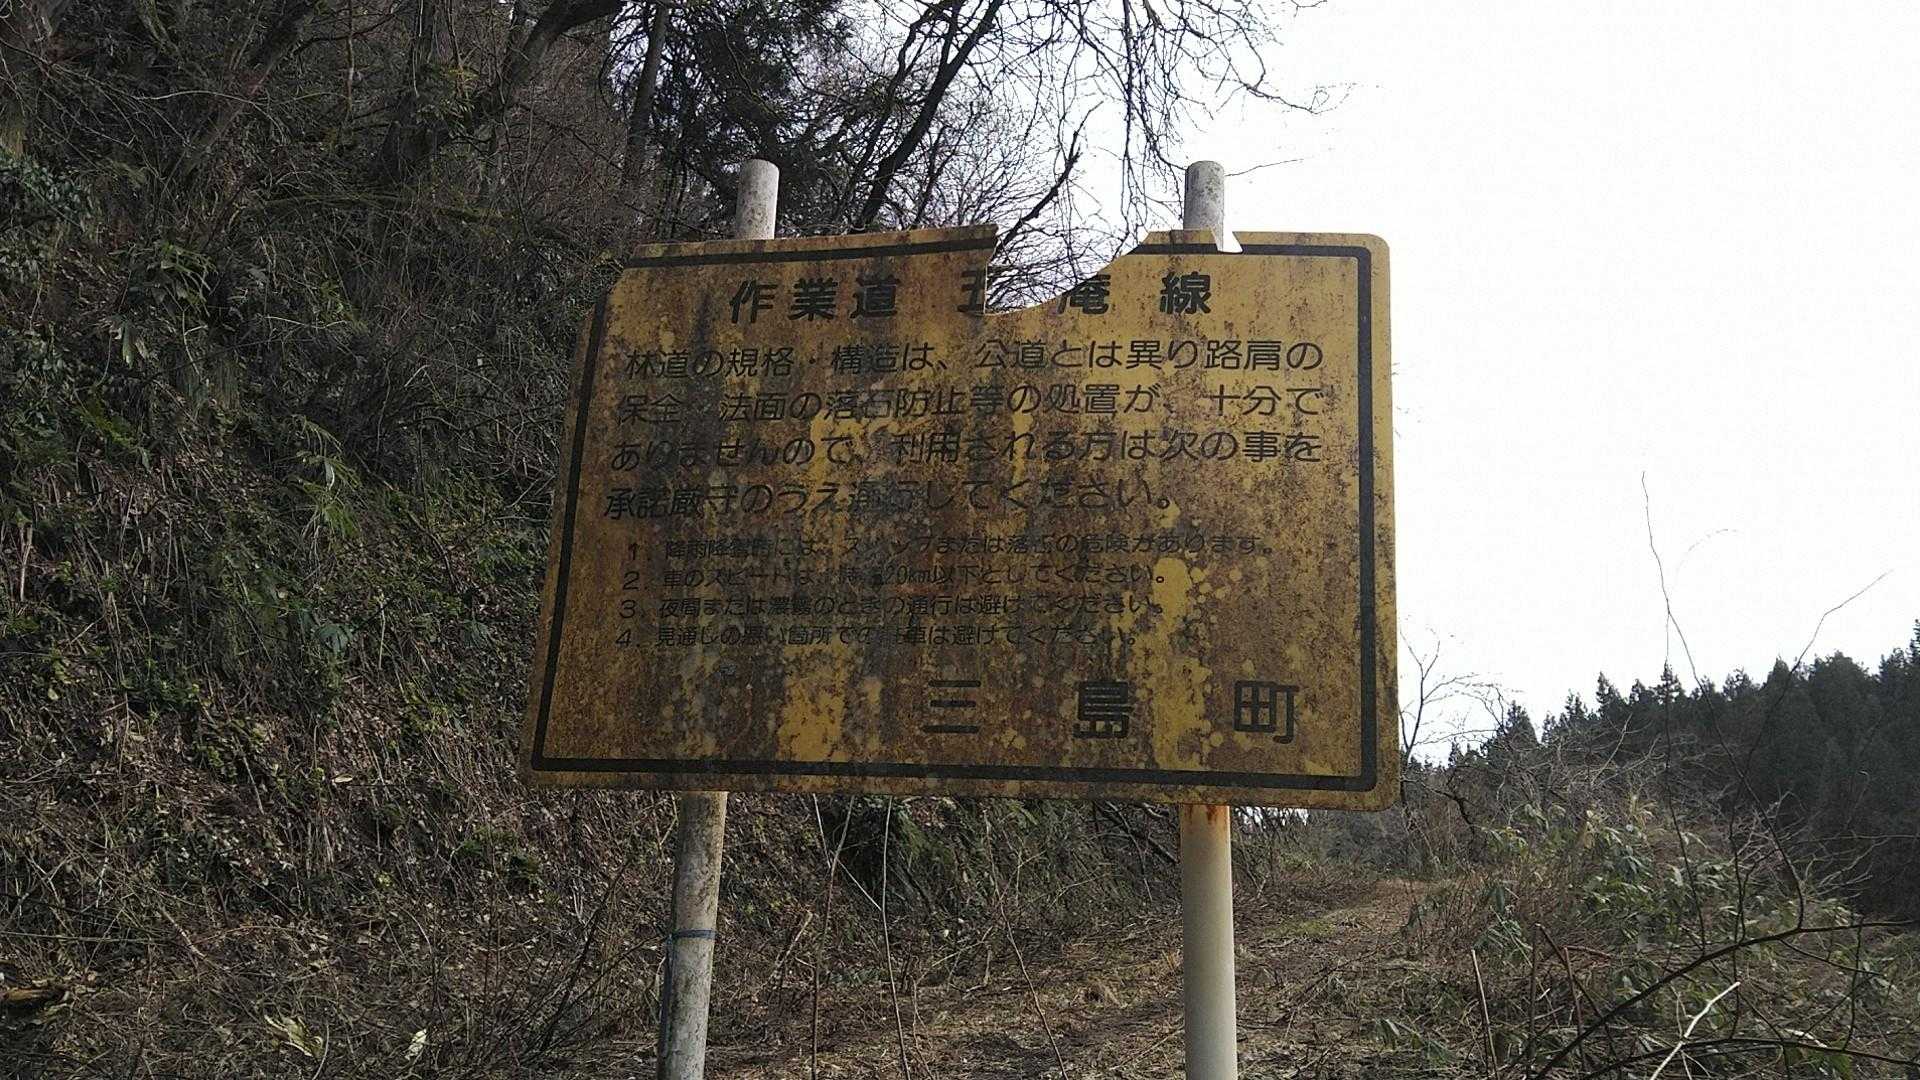 作業道 五 庵 線
林道の規格・構造は、公道とは異り路肩の
保全、法面の落石防止等の処置が、十分で
ありませんので、利用される方は次の事を
承諾厳守のうえ通行してください。
1. 降雨降雪時には、スリップまたは落石の危険があります。
2. 車のスピードは、時速20km以下としてください。
3. 夜間または濃霧のときの通行は避けてください。
4. 見通しの悪い箇所での駐車は避けてください。
三島町